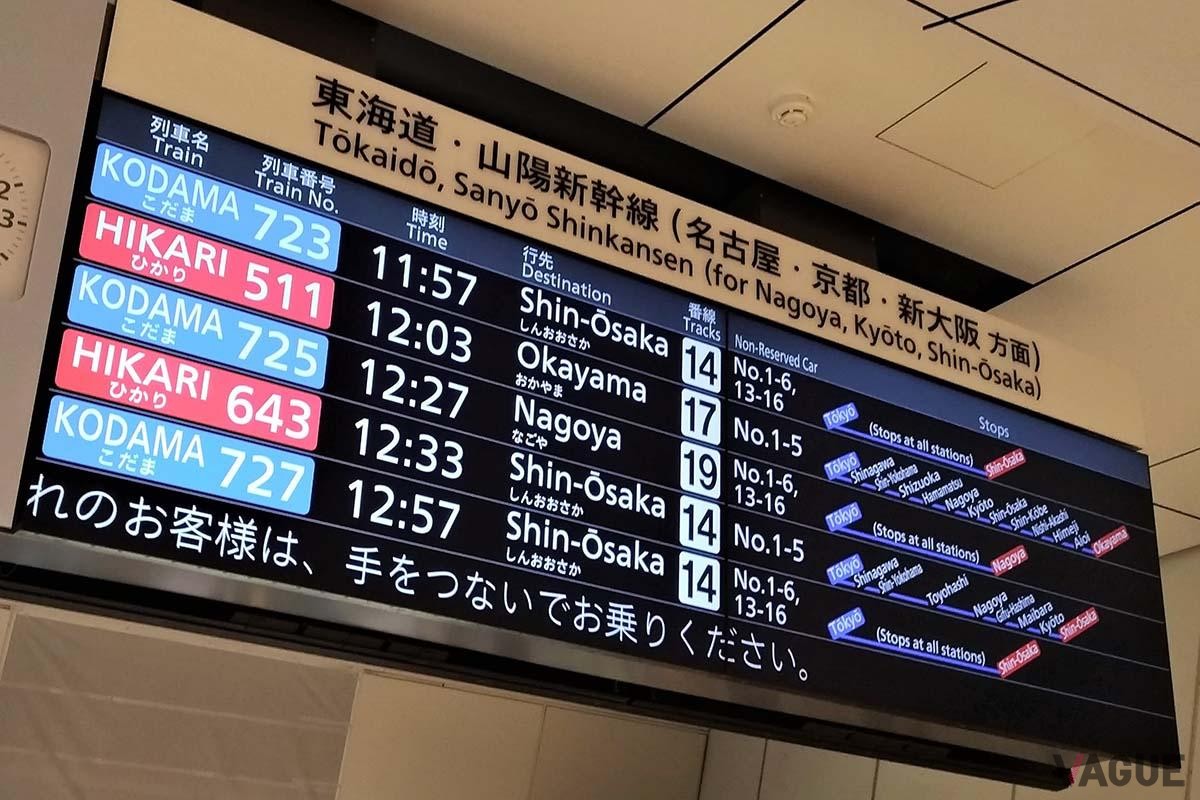 東海道・山陽新幹線 (名古屋・京都・新大阪 方面)
Tōkaidō, Sanyō Shinkansen (for Nagoya, Kyōto, Shin-Ōsaka)
列車名 列車番号 時刻 行先 番線
Train Train No. Time Destination Tracks Non-Reserved Car Stops
KODAMA 723 11:57 Shin-Ōsaka 14 No.1-6, 13-16 Tōkyō (Stops at all stations) Shin-Ōsaka
こだま しんおおさか
HIKARI 511 12:03 Okayama 17 No.1-5 Tōkyō Shinagawa Shin-Yokohama Shizuoka Hamamatsu Nagoya Kyōto Shin-Ōsaka Shin-Kōbe Nishi-Akashi Himeji Aioi Okayama
ひかり おかやま
KODAMA 725 12:27 Nagoya 19 No.1-6, 13-16 Tōkyō (Stops at all stations) Nagoya
こだま なごや
HIKARI 643 12:33 Shin-Ōsaka 14 No.1-5 Tōkyō Shinagawa Shin-Yokohama Toyohashi Nagoya Gifu-Hashima Maibara Kyōto Shin-Ōsaka
ひかり しんおおさか
KODAMA 727 12:57 Shin-Ōsaka 14 No.1-6, 13-16 Tōkyō (Stops at all stations) Shin-Ōsaka
こだま しんおおさか
れのお客様は、手をつないでお乗りください。
2
3
VAGUE